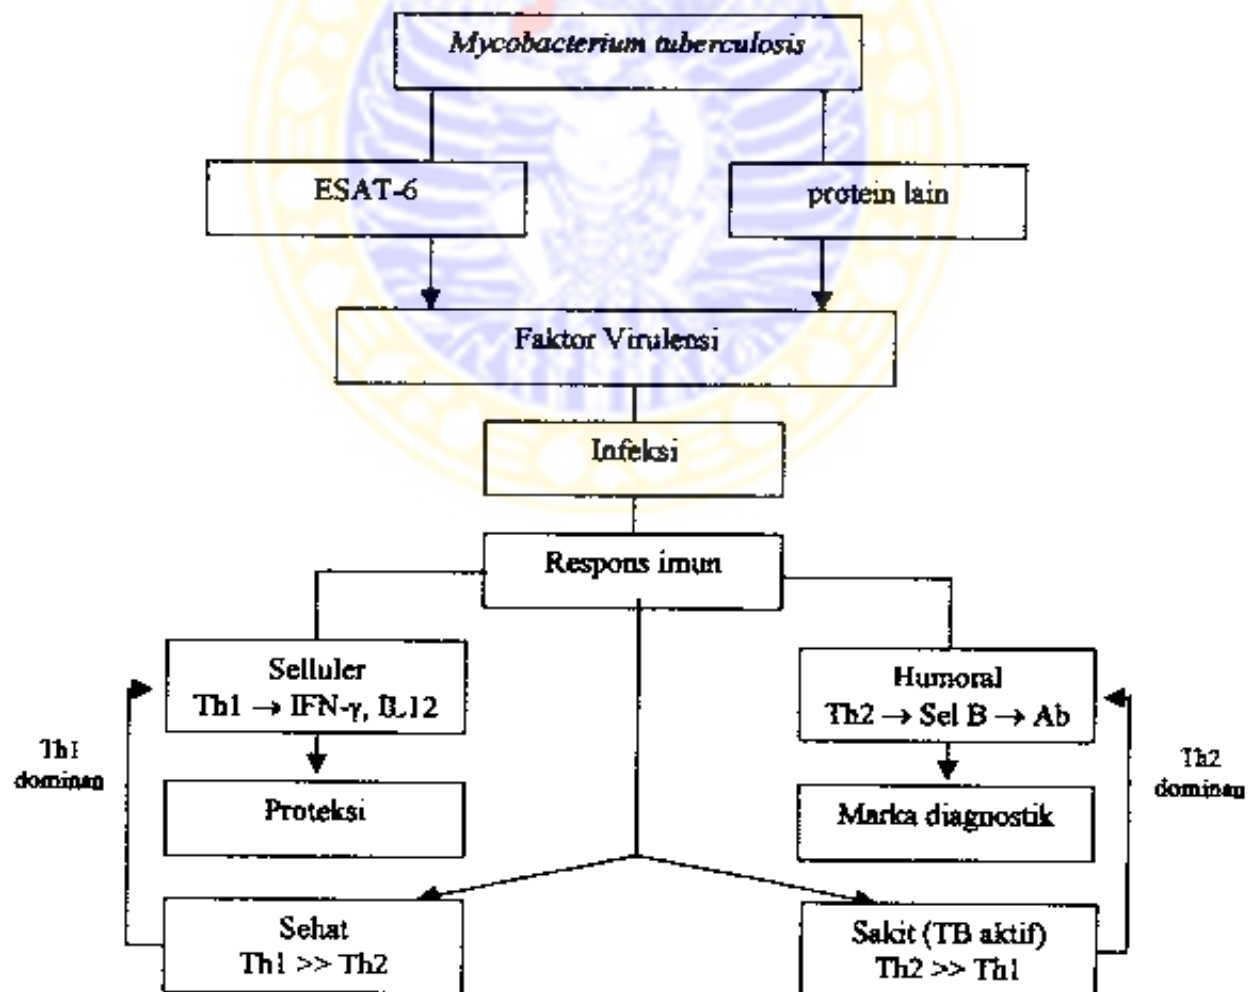 Mycobacterium tuberculosis
ESAT-6
protein lain
Faktor Virulensi
Infeksi
Respons imun
Selluler
Th1 → IFN-γ, IL12
Humoral
Th2 → Sel B → Ab
Th1
dominan
Th2
dominan
Proteksi
Marka diagnostik
Sehat
Th1 >> Th2
Sakit (TB aktif)
Th2 >> Th1